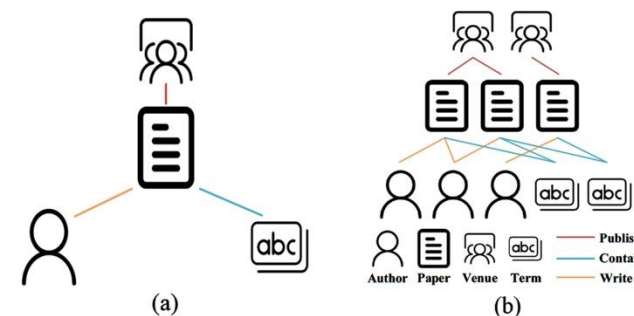 abc
(a)
abc
abc
Author
Paper
Venue
abc
Term
Publis
Conta
Write
(b)